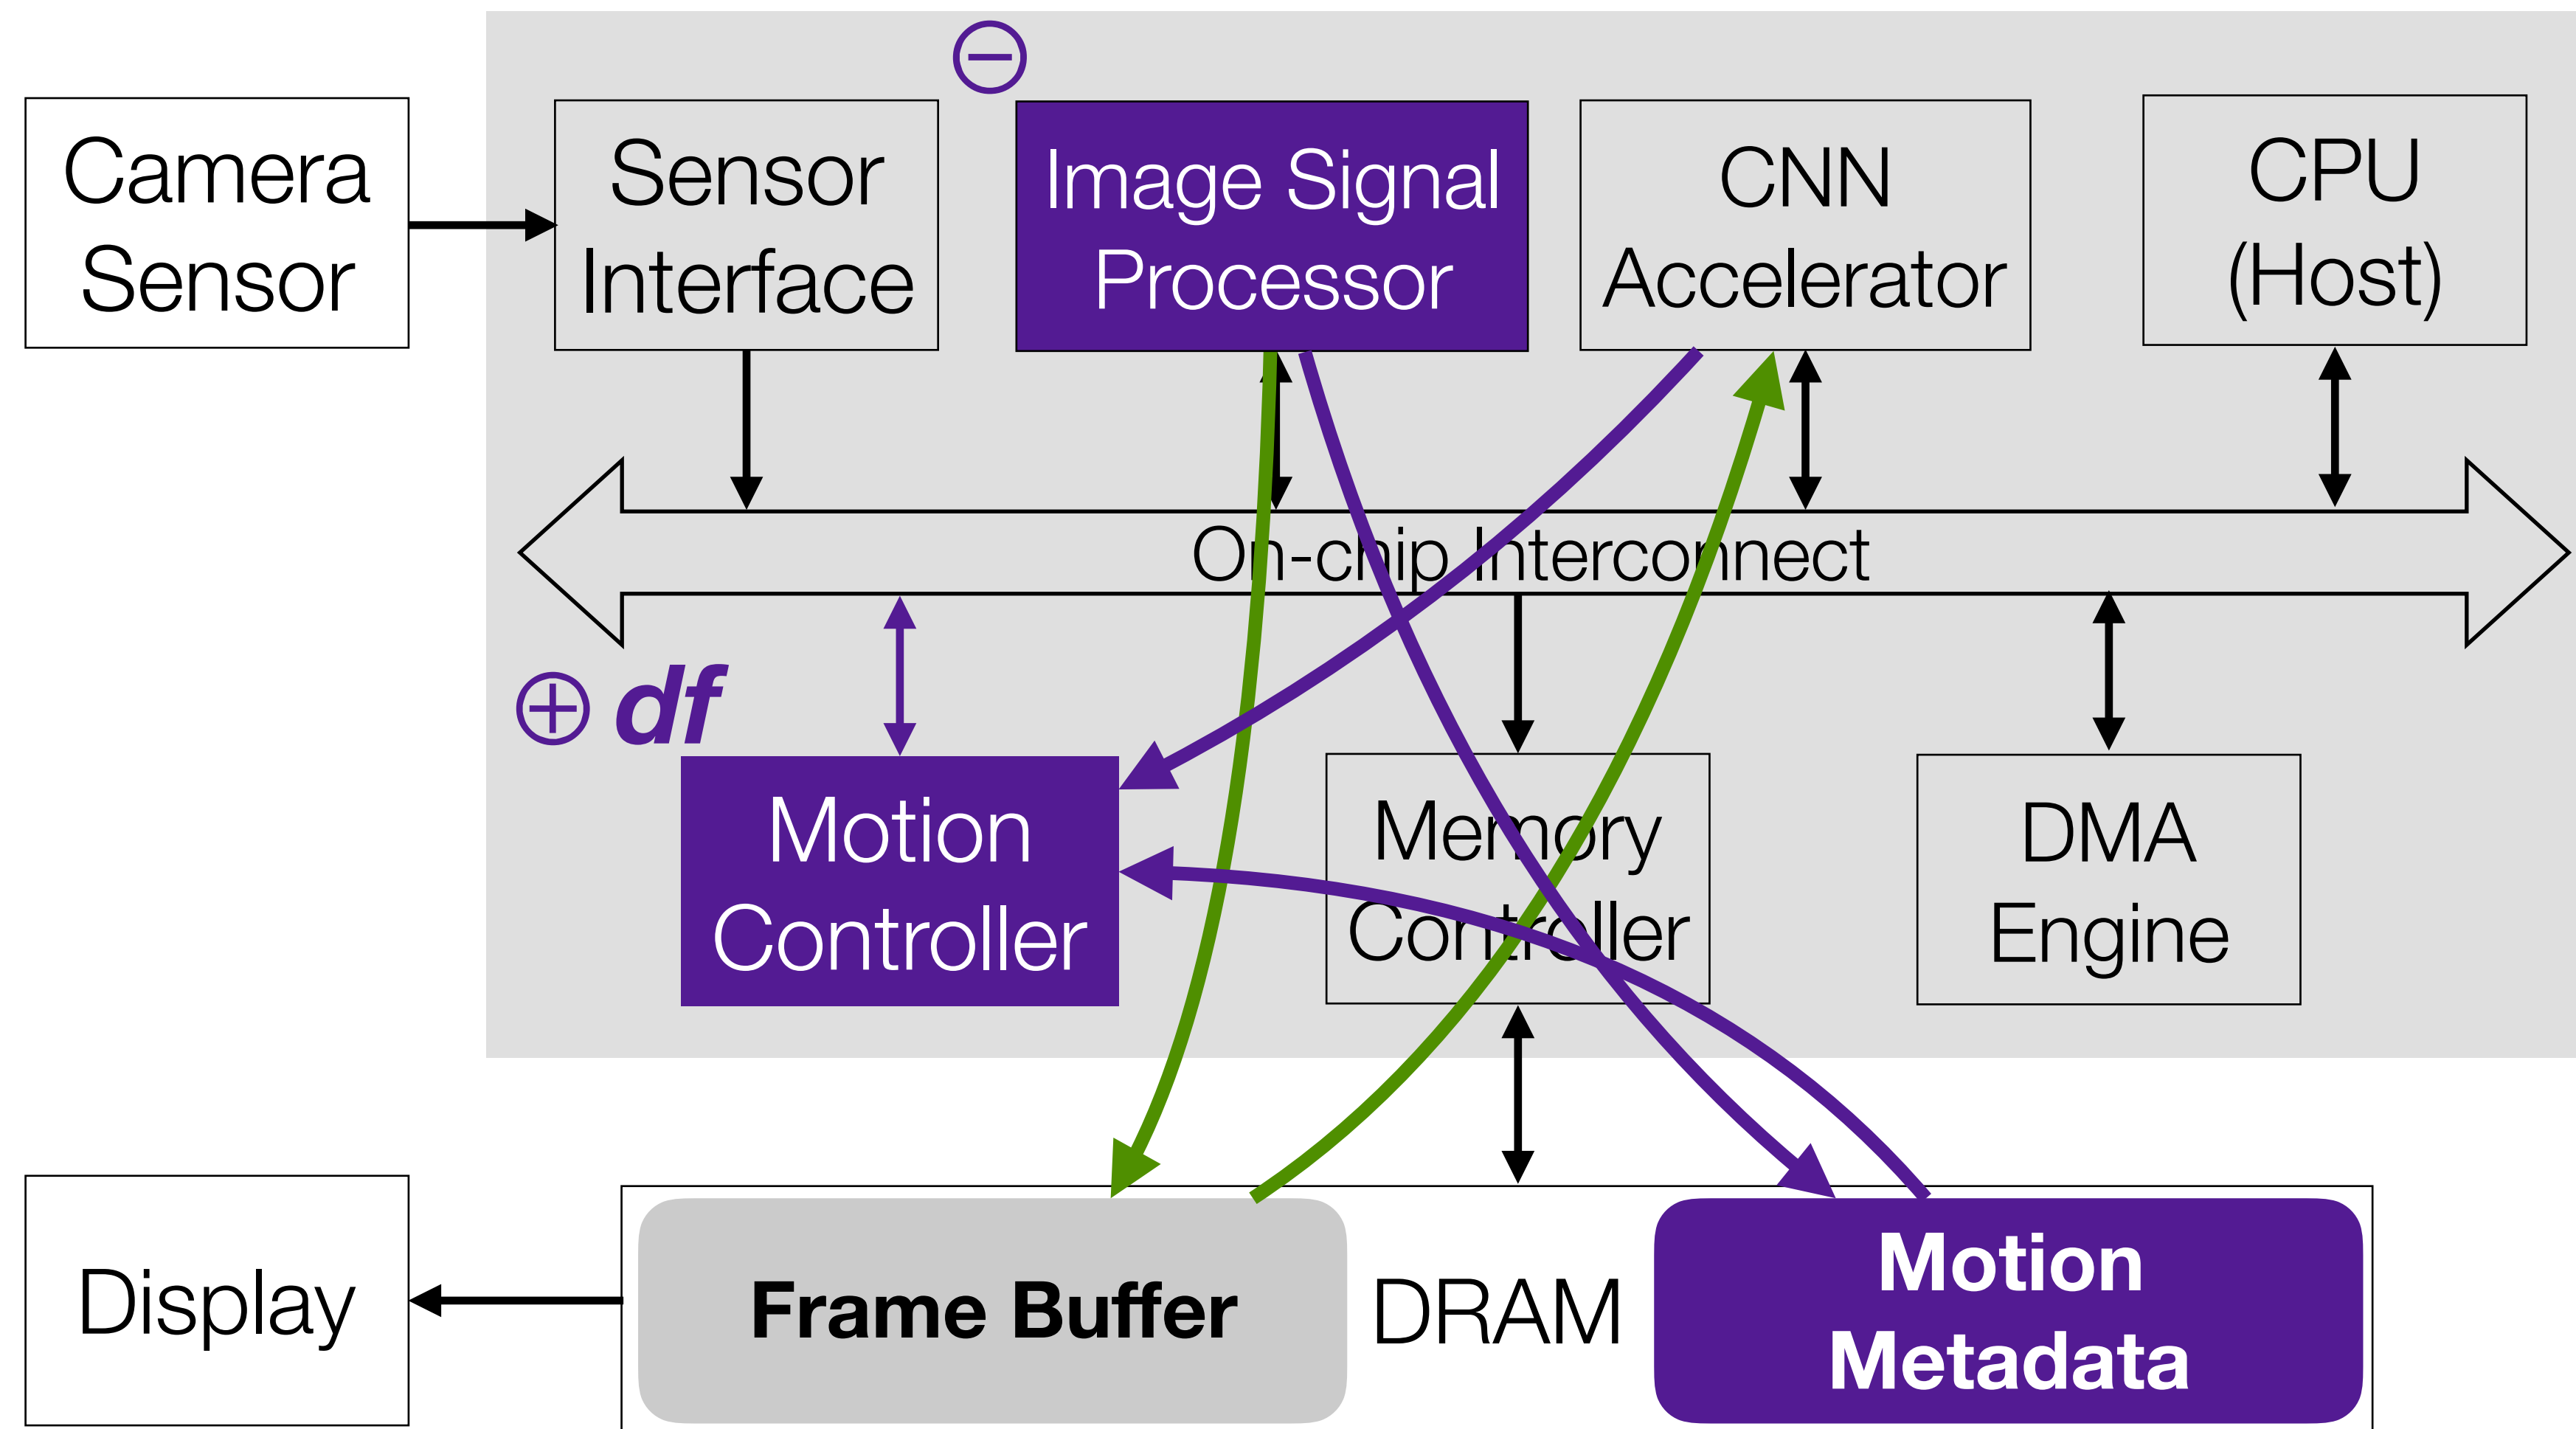 Camera
Sensor
Sensor
Interface
⊖
Image Signal
Processor
CNN
Accelerator
CPU
(Host)
On-chip Interconnect
⊕ df
Motion
Controller
Memory
Controller
DMA
Engine
Display
Frame Buffer
DRAM
Motion
Metadata